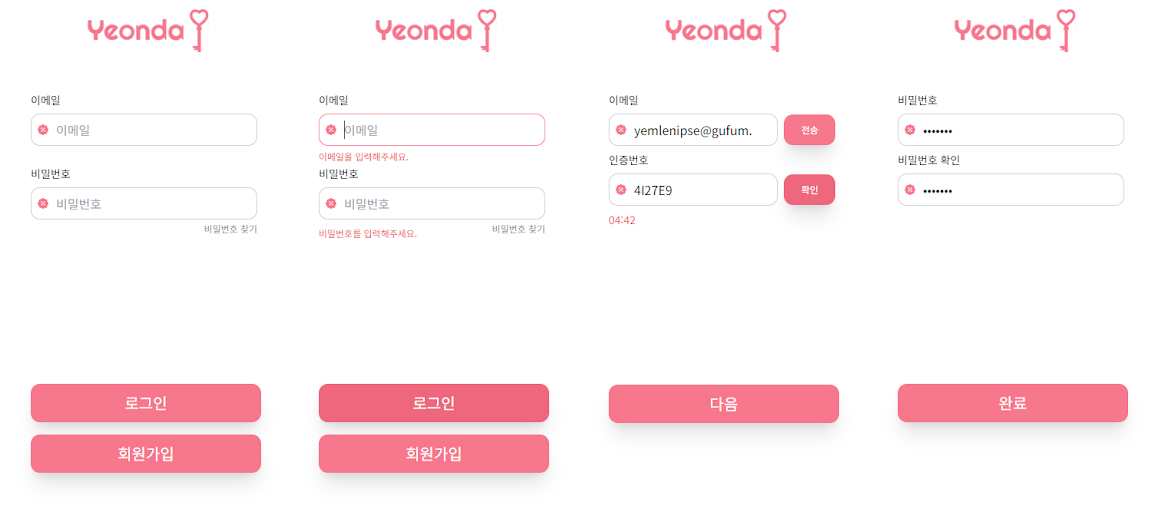 Yeonda
이메일
이메일
비밀번호
비밀번호
비밀번호 찾기
로그인
회원가입
Yeonda
이메일
이메일
이메일을 입력해주세요.
비밀번호
비밀번호
비밀번호를 입력해주세요.
비밀번호 찾기
로그인
회원가입
Yeonda
이메일
yemlenipse@gufum.
전송
인증번호
4I27E9
확인
04:42
다음
Yeonda
비밀번호
•••••••
비밀번호 확인
•••••••
완료